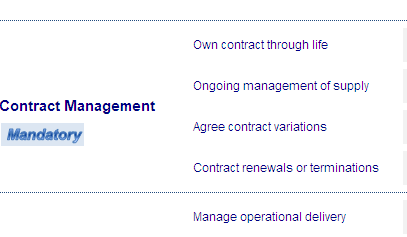 Own contract through life
Ongoing management of supply
Contract Management
Mandatory
Agree contract variations
Contract renewals or terminations
Manage operational delivery